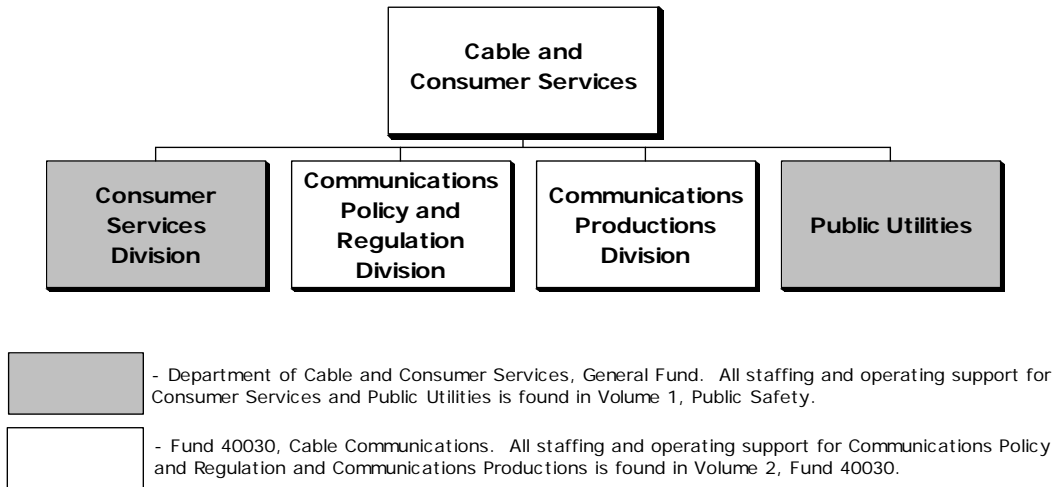 Cable and
Consumer Services
Consumer
Services
Division
Communications
Policy and
Regulation
Division
Communications
Productions
Division
Public Utilities
- Department of Cable and Consumer Services, General Fund. All staffing and operating support for
Consumer Services and Public Utilities is found in Volume 1, Public Safety.
- Fund 40030, Cable Communications. All staffing and operating support for Communications Policy
and Regulation and Communications Productions is found in Volume 2, Fund 40030.